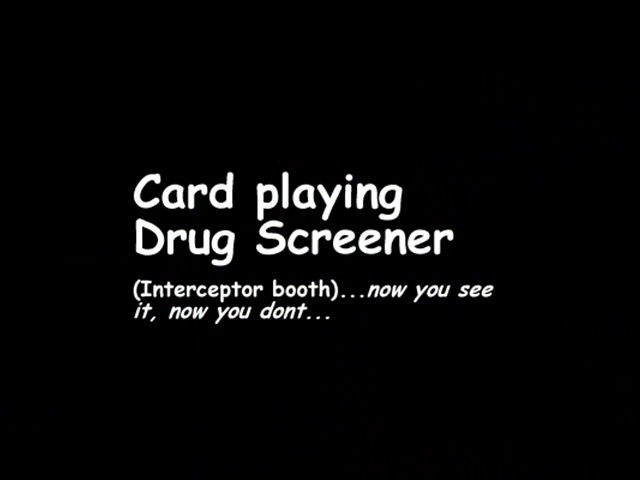 Card playing
Drug Screener
(Interceptor booth)...now you see
it, now you dont...